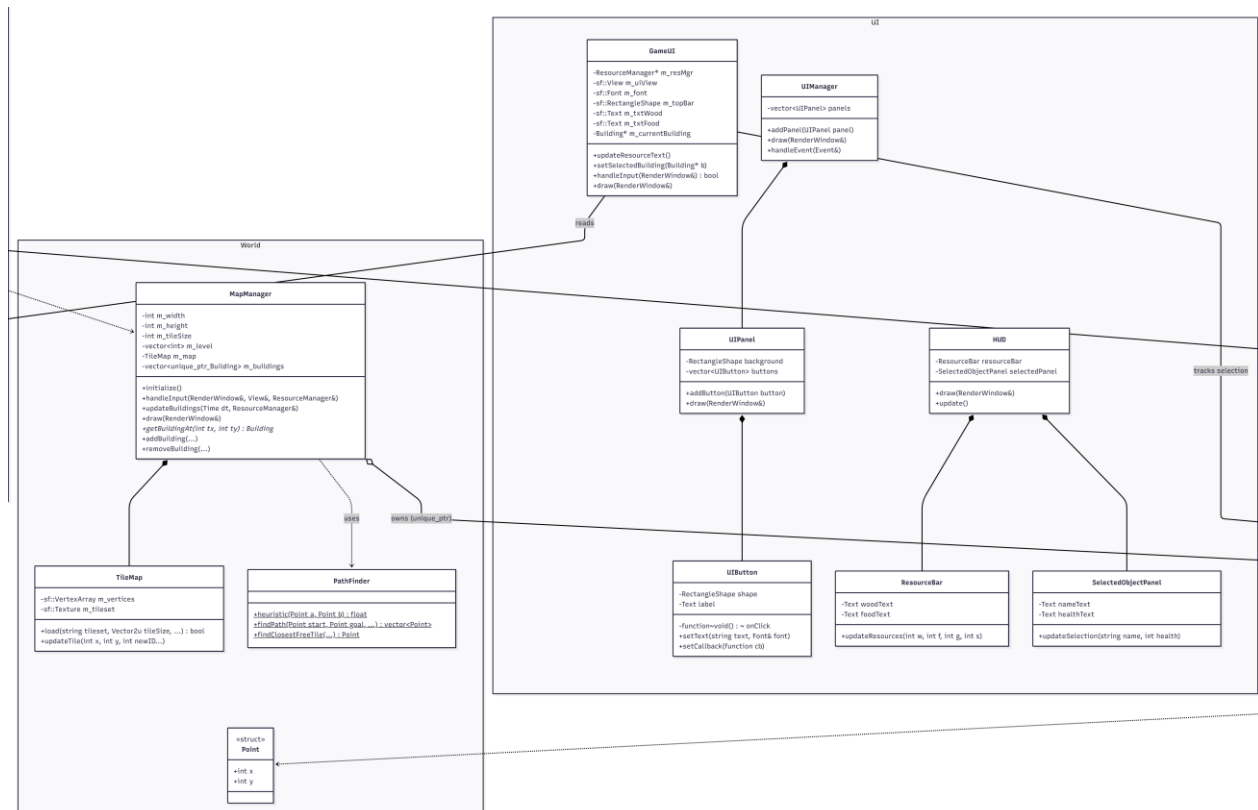 UI
GameUI
-ResourceManager* m_resMgr
-sf::View m_uiView
-sf::Font m_font
-sf::RectangleShape m_topBar
-sf::Text m_txtWood
-sf::Text m_txtFood
-Building* m_currentBuilding
+updateResourceText()
+setSelectedBuilding(Building* b)
+handleInput(RenderWindow&) : bool
+draw(RenderWindow&)
UIManager
-vector<UIPanel> panels
+addPanel(UIPanel panel)
+draw(RenderWindow&)
+handleEvent(Event&)
reads
World
MapManager
-int m_width
-int m_height
-int m_tileSize
-vector<int> m_level
-TileMap m_map
-vector<unique_ptr_Building> m_buildings
+initialize()
+handleInput(RenderWindow&, View&, ResourceManager&)
+updateBuildings(Time dt, ResourceManager&)
+draw(RenderWindow&)
+getBuildingAt(int tx, int ty) : Building
+addBuilding(...)
+removeBuilding(...)
UIPanel
-RectangleShape background
-vector<UIButton> buttons
+addButton(UIButton button)
+draw(RenderWindow&)
HUD
-ResourceBar resourceBar
-SelectedObjectPanel selectedPanel
+draw(RenderWindow&)
+update()
tracks selection
uses
owns (unique_ptr)
TileMap
-sf::VertexArray m_vertices
-sf::Texture m_tileset
+load(string tileset, Vector2u tileSize, ...) : bool
+updateTile(int x, int y, int newID...)
PathFinder
+heuristic(Point a, Point b) : float
+findPath(Point start, Point goal, ...) : vector<Point>
+findClosestFreeTile(...) : Point
UIButton
-RectangleShape shape
-Text label
-function~void() : ~ onClick
+setText(string text, Font& font)
+setCallback(function cb)
ResourceBar
-Text woodText
-Text foodText
+updateResources(int w, int f, int g, int s)
SelectedObjectPanel
-Text nameText
-Text healthText
+updateSelection(string name, int health)
«struct»
Point
+int x
+int y